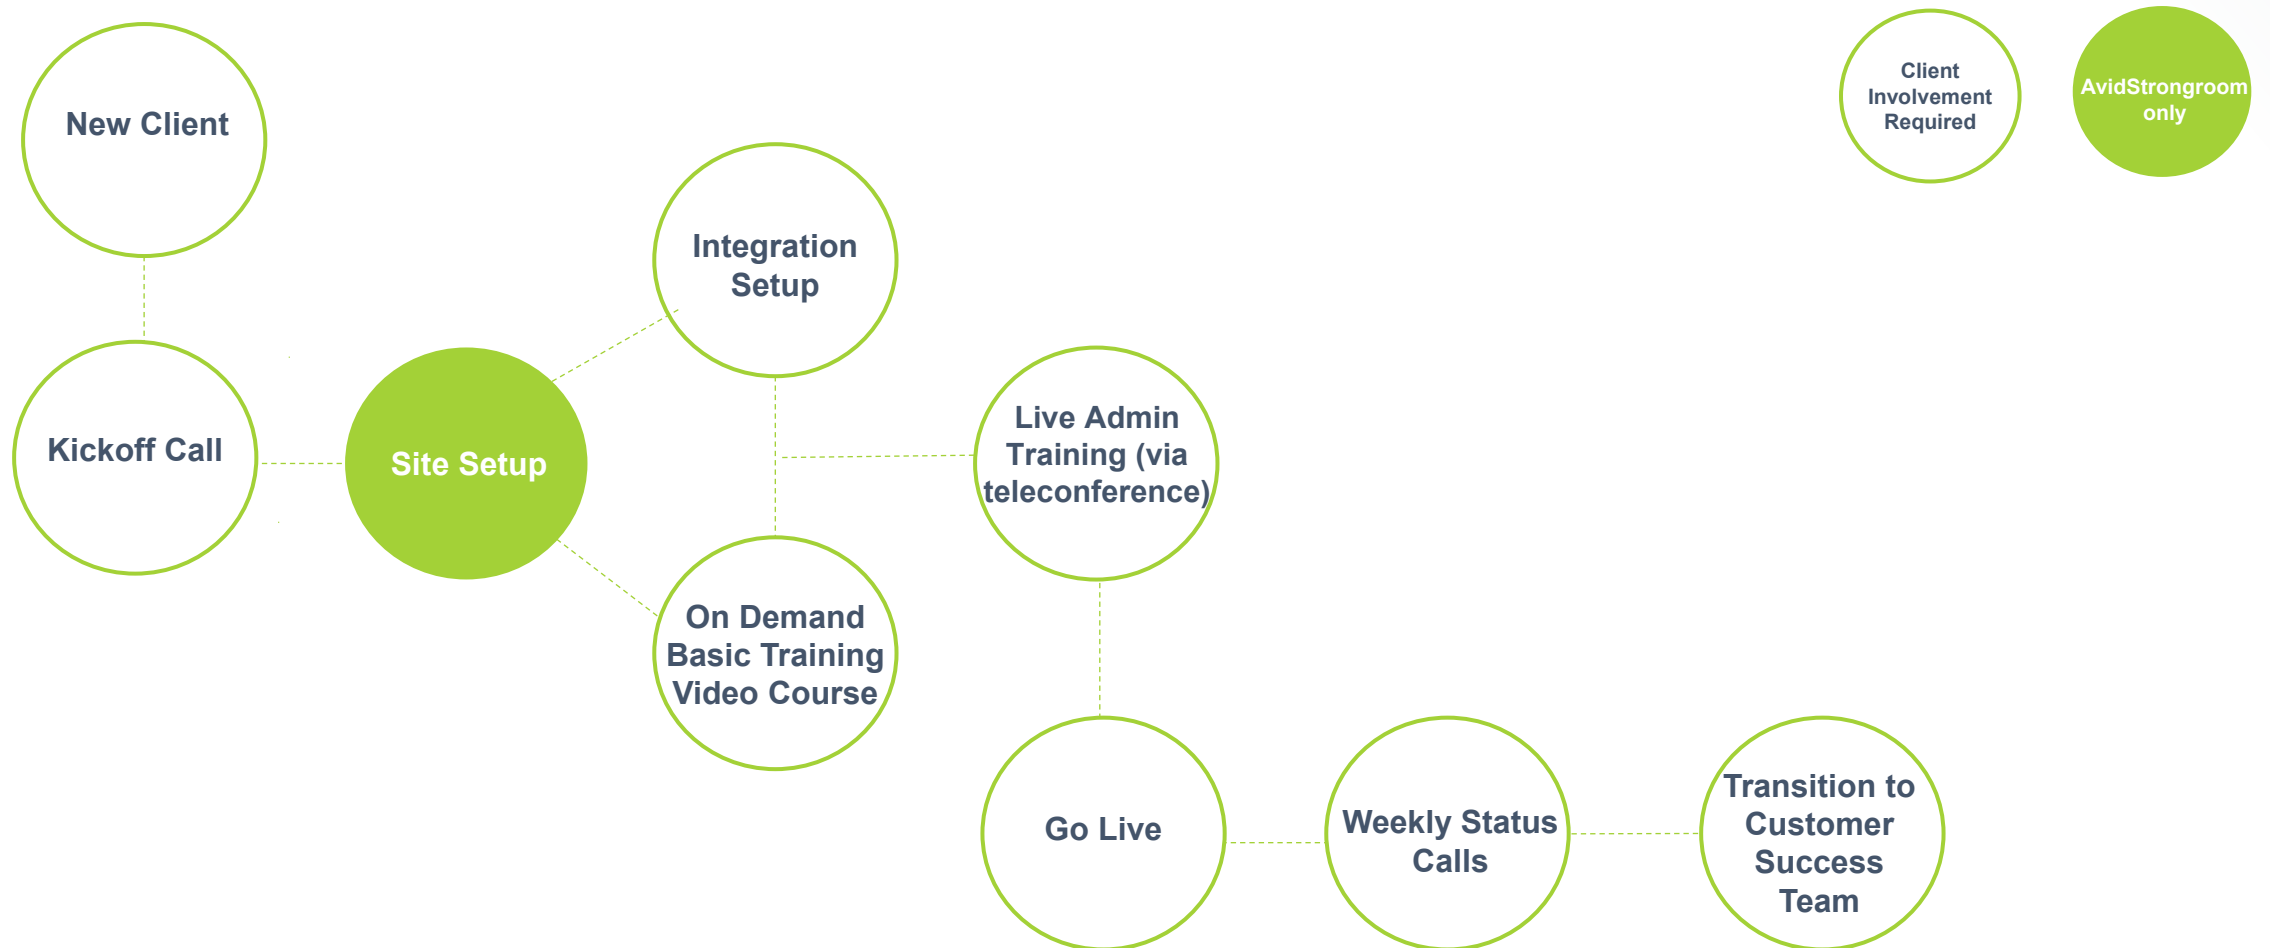 New Client
Client
Involvement
Required
AvidStrongroom
only
Integration
Setup
Kickoff Call
Site Setup
Live Admin
Training (via
teleconference)
On Demand
Basic Training
Video Course
Go Live
Weekly Status
Calls
Transition to
Customer
Success
Team